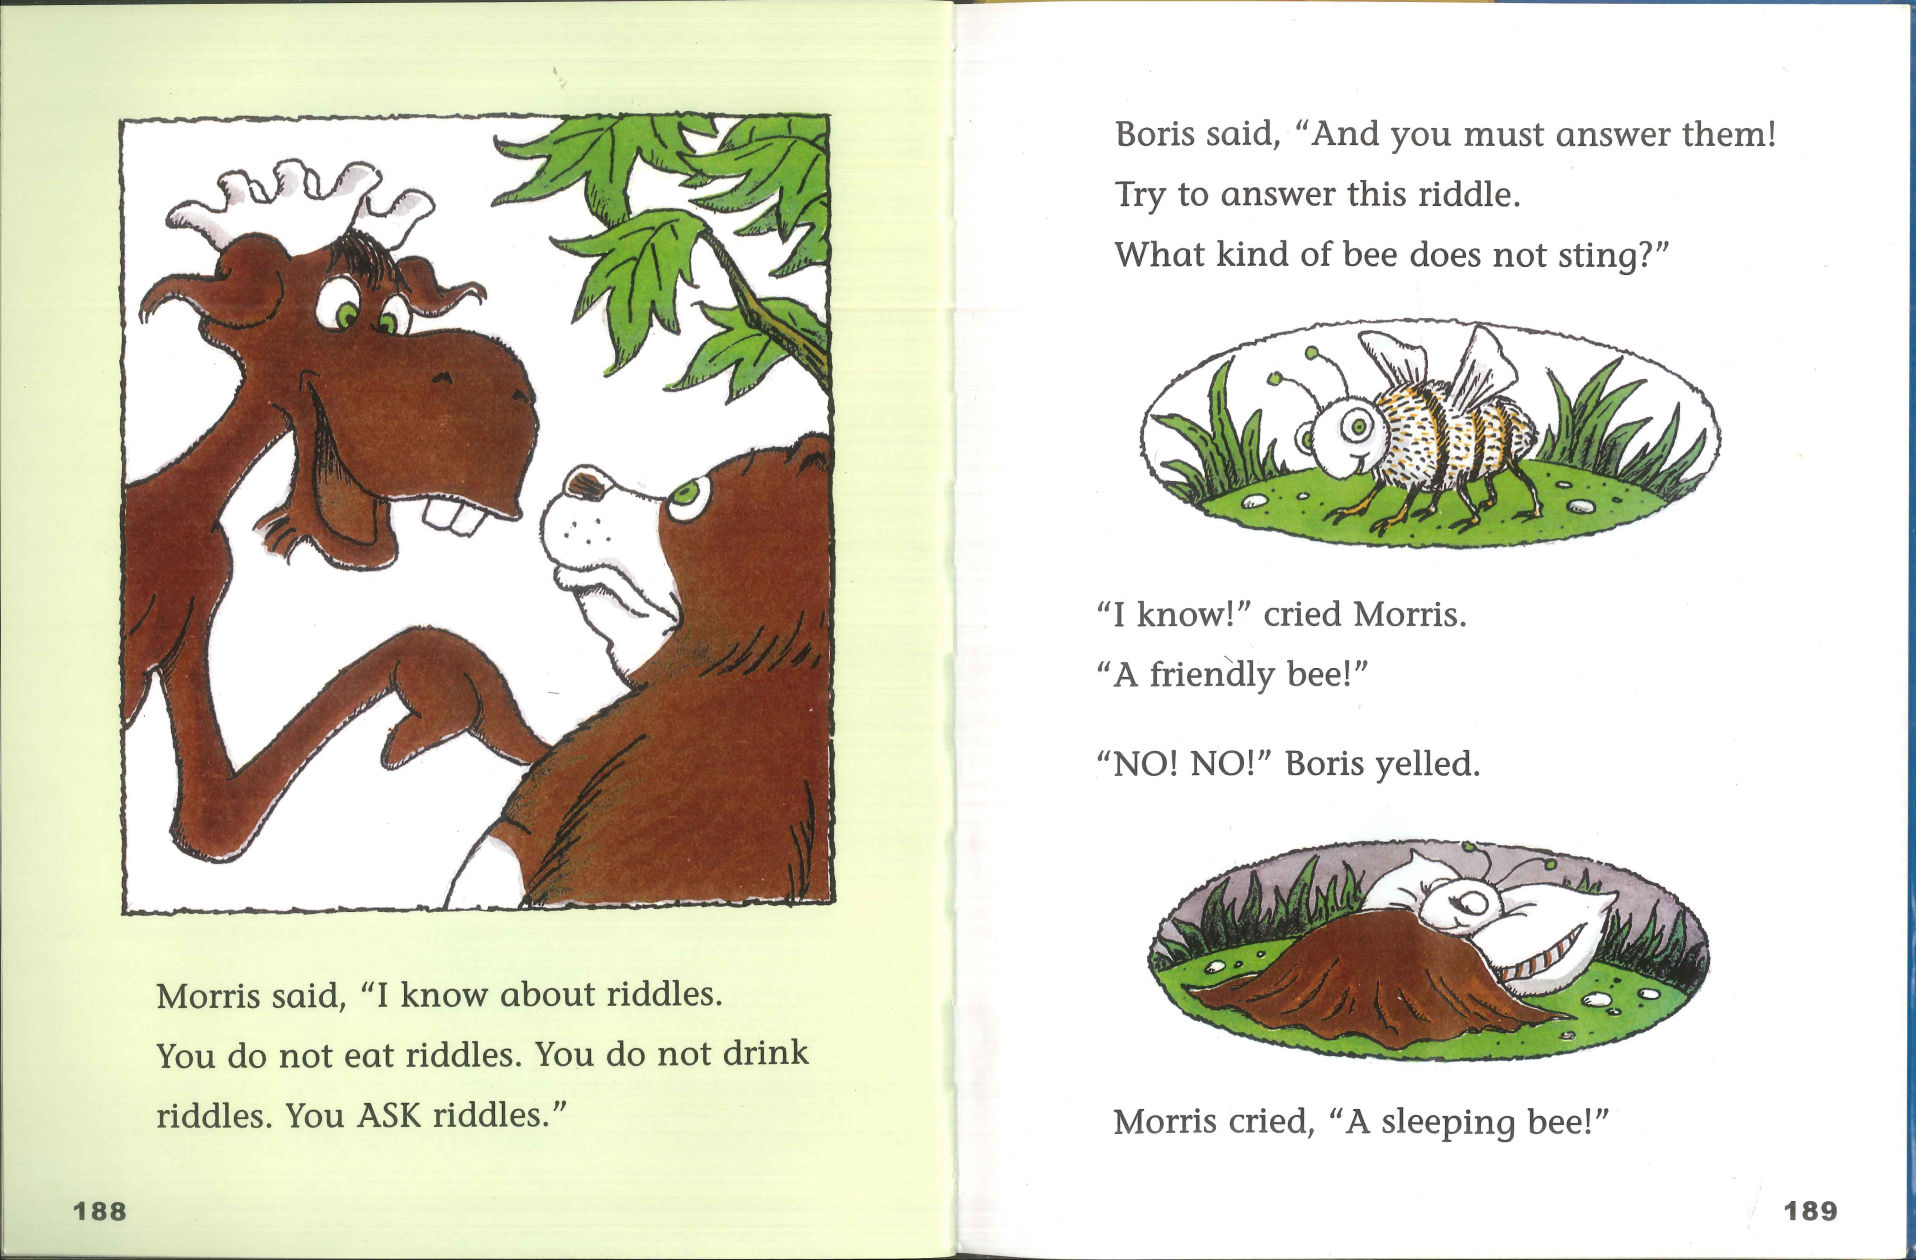 Morris said, “I know about riddles.
You do not eat riddles. You do not drink
riddles. You ASK riddles.”
188
Boris said, “And you must answer them!
Try to answer this riddle.
What kind of bee does not sting?”
“I know!” cried Morris.
“A friendly bee!”
“NO! NO!” Boris yelled.
Morris cried, “A sleeping bee!”
189